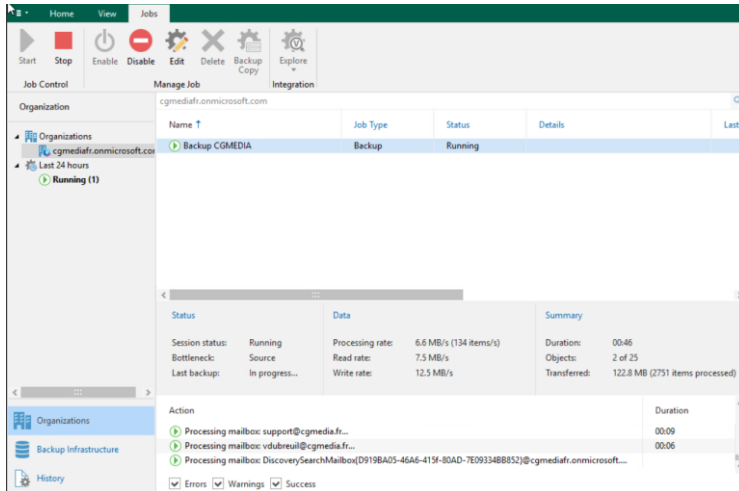 Home View Jobs
Start Stop Enable Disable Edit Delete Backup Copy Explore
Job Control Manage Job Integration
Organization
cgmediafr.onmicrosoft.com
Name ↑ Job Type Status Details Last
Organizations
cgmediafr.onmicrosoft.com
Backup CGMEDIA Backup Running
Last 24 hours
Running (1)
Status Data Summary
Session status: Running Processing rate: 6.6 MB/s (134 items/s) Duration: 00:46
Bottleneck: Source Read rate: 7.5 MB/s Objects: 2 of 25
Last backup: In progress... Write rate: 12.5 MB/s Transferred: 122.8 MB (2751 items processed)
Action Duration
Organizations
Processing mailbox: support@cgmedia.fr... 00:09
Backup Infrastructure
Processing mailbox: vdubreuil@cgmedia.fr... 00:06
Processing mailbox: DiscoverySearchMailbox{D919BA05-46A6-415f-80AD-7E09334BB852}@cgmediafr.onmicrosoft....
History
Errors Warnings Success